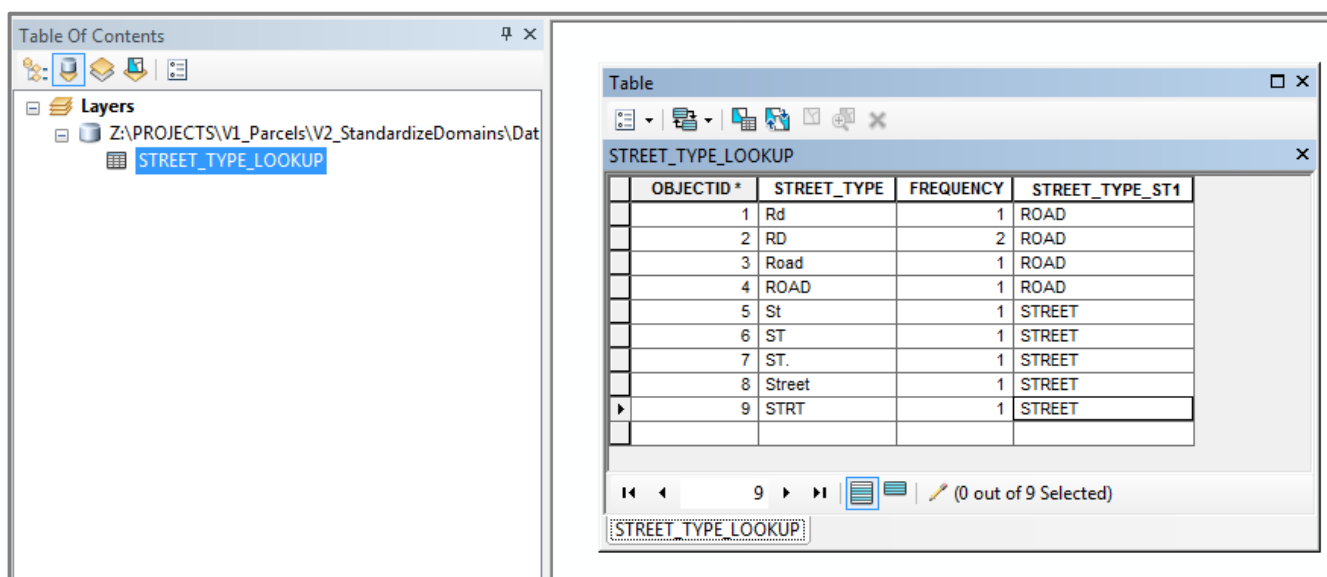 Table Of Contents
Layers
Z:\PROJECTS\V1_Parcels\V2_StandardizeDomains\Dat
STREET_TYPE_LOOKUP
Table
STREET_TYPE_LOOKUP
OBJECTID * STREET_TYPE FREQUENCY STREET_TYPE_ST1
1 Rd 1 ROAD
2 RD 2 ROAD
3 Road 1 ROAD
4 ROAD 1 ROAD
5 St 1 STREET
6 ST 1 STREET
7 ST. 1 STREET
8 Street 1 STREET
9 STRT 1 STREET
9 (0 out of 9 Selected)
STREET_TYPE_LOOKUP